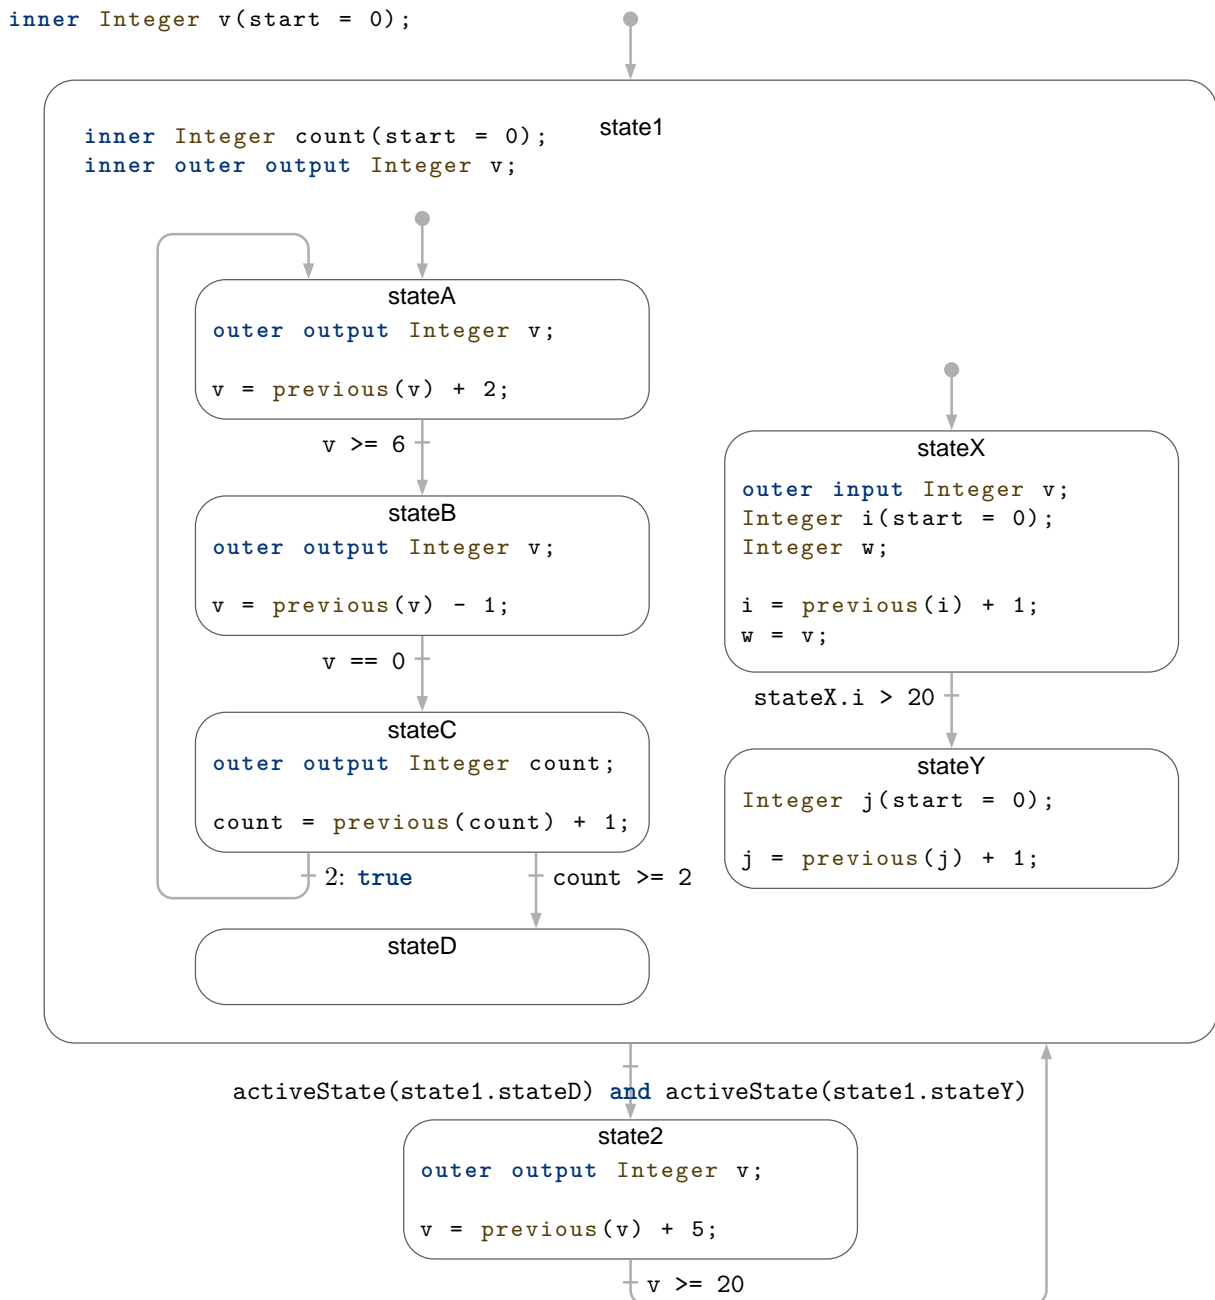 inner Integer v(start = 0);
state1
inner Integer count(start = 0);
inner outer output Integer v;
stateA
outer output Integer v;
v = previous(v) + 2;
v >= 6
stateB
outer output Integer v;
v = previous(v) - 1;
v == 0
stateC
outer output Integer count;
count = previous(count) + 1;
2: true
count >= 2
stateD
stateX
outer input Integer v;
Integer i(start = 0);
Integer w;
i = previous(i) + 1;
w = v;
stateX.i > 20
stateY
Integer j(start = 0);
j = previous(j) + 1;
activeState(state1.stateD) and activeState(state1.stateY)
state2
outer output Integer v;
v = previous(v) + 5;
v >= 20